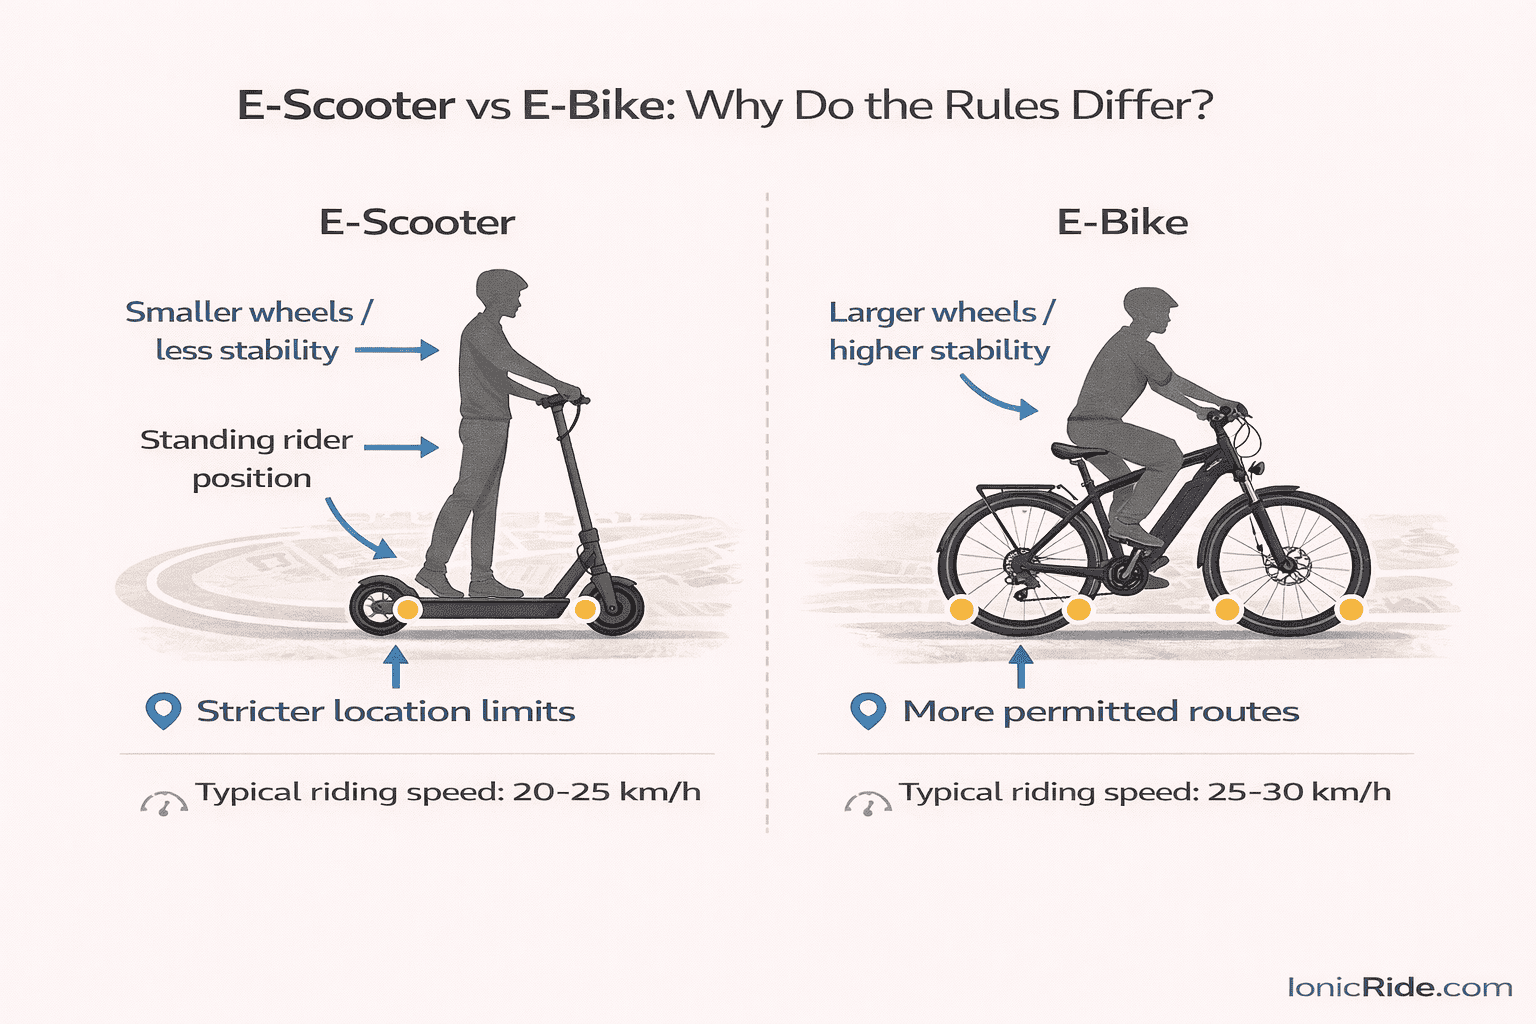 E-Scooter vs E-Bike: Why Do the Rules Differ?
E-Scooter
Smaller wheels /
less stability
Standing rider
position
Stricter location limits
Typical riding speed: 20-25 km/h
E-Bike
Larger wheels /
higher stability
More permitted routes
Typical riding speed: 25-30 km/h
IonicRide.com